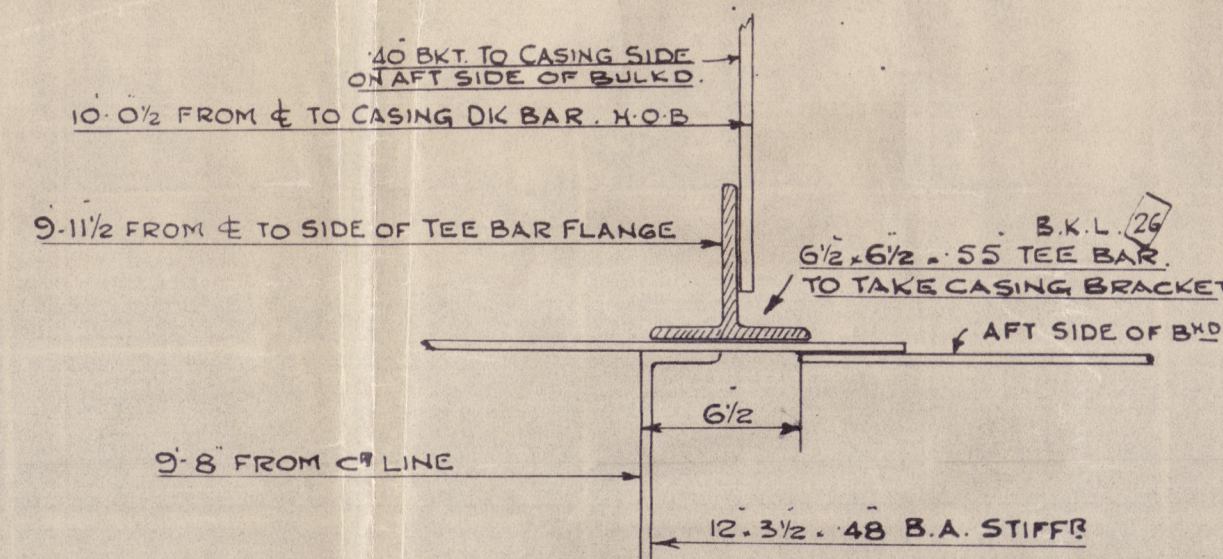 ·40 BKT. TO CASING SIDE
ON AFT SIDE OF BULKD.
10·0½ FROM ℄ TO CASING DK BAR. H.O.B
9-11½ FROM ℄ TO SIDE OF TEE BAR FLANGE
B.K.L. 26
6½ × 6½ × ·55 TEE BAR.
TO TAKE CASING BRACKET
AFT SIDE OF BHD
6½
9'-8" FROM CR LINE
12 × 3½ × ·48 B.A. STIFFR